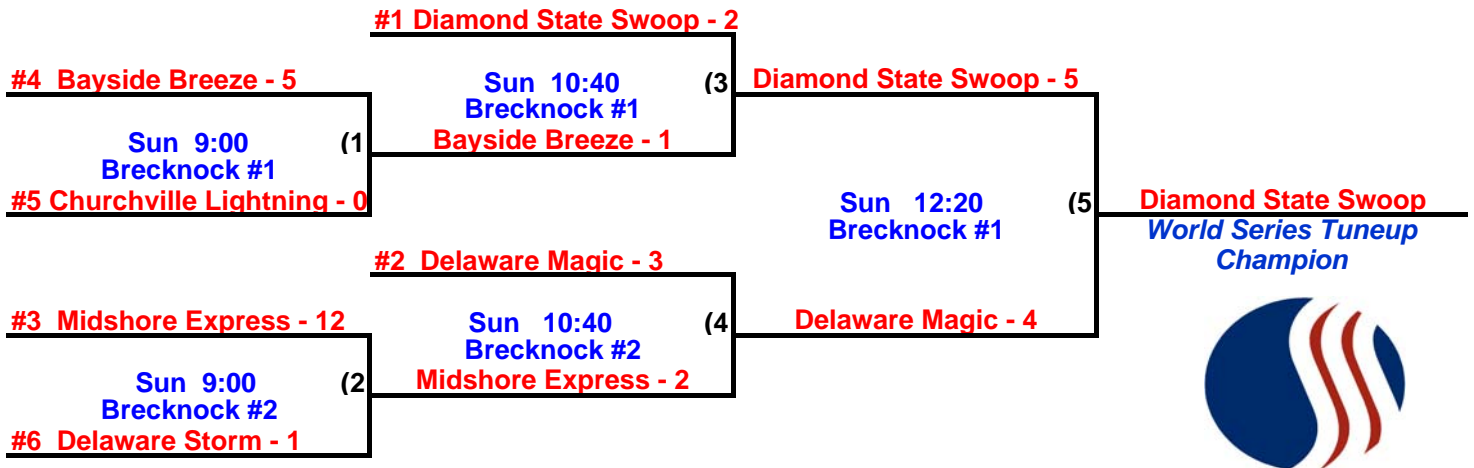 #1 Diamond State Swoop - 2
#4 Bayside Breeze - 5
Sun 10:40
(3
Diamond State Swoop - 5
Brecknock #1
Sun 9:00
(1
Bayside Breeze - 1
Brecknock #1
#5 Churchville Lightning - 0
Sun 12:20
(5
Diamond State Swoop
Brecknock #1
World Series Tuneup
Champion
#2 Delaware Magic - 3
#3 Midshore Express - 12
Sun 10:40
(4
Delaware Magic - 4
Brecknock #2
Sun 9:00
(2
Midshore Express - 2
Brecknock #2
#6 Delaware Storm - 1